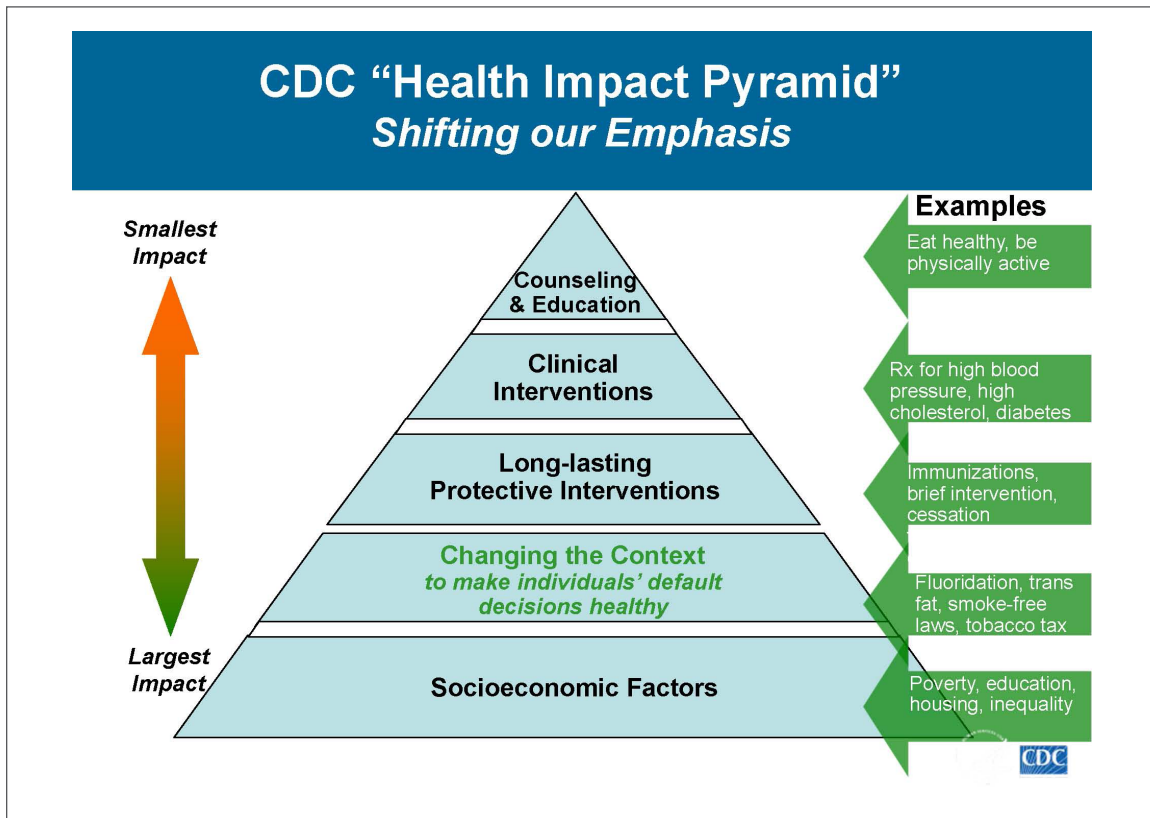 CDC “Health Impact Pyramid”
Shifting our Emphasis
Smallest
Impact
Largest
Impact
Counseling
& Education
Clinical
Interventions
Long-lasting
Protective Interventions
Changing the Context
to make individuals’ default
decisions healthy
Socioeconomic Factors
Examples
Eat healthy, be
physically active
Rx for high blood
pressure, high
cholesterol, diabetes
Immunizations,
brief intervention,
cessation
Fluoridation, trans
fat, smoke-free
laws, tobacco tax
Poverty, education,
housing, inequality
CDC